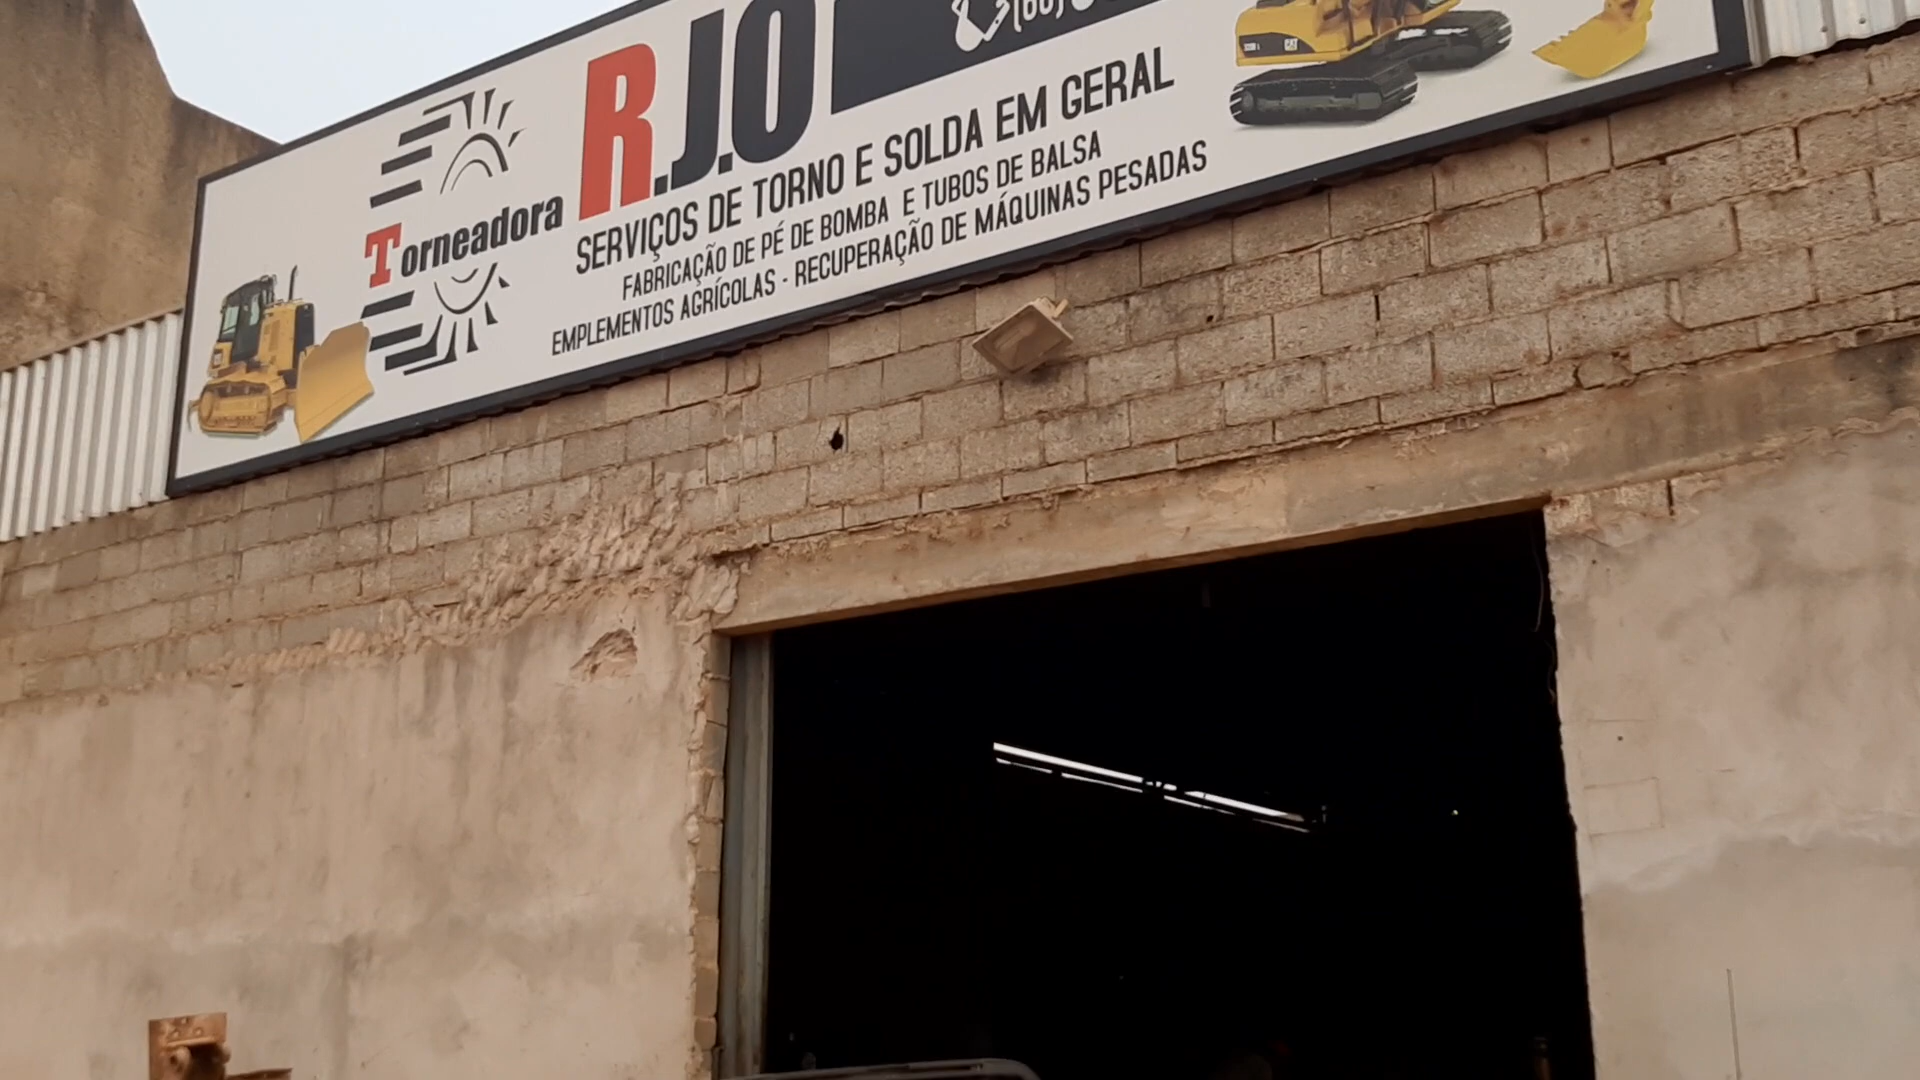 R.J.O
Torneadora
SERVIÇOS DE TORNO E SOLDA EM GERAL
FABRICAÇÃO DE PÉ DE BOMBA E TUBOS DE BALSA
EMPLEMENTOS AGRÍCOLAS - RECUPERAÇÃO DE MÁQUINAS PESADAS
CAT